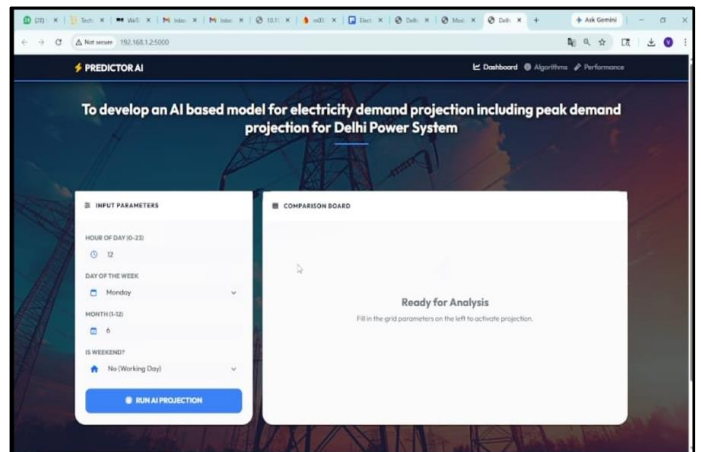 Ask Gemini
Not secure 192.168.1.2:5000
PREDICTOR AI
Dashboard Algorithms Performance
To develop an AI based model for electricity demand projection including peak demand
projection for Delhi Power System
INPUT PARAMETERS
COMPARISON BOARD
HOUR OF DAY (0-23)
12
DAY OF THE WEEK
Monday
Ready for Analysis
MONTH (1-12)
Fill in the grid parameters on the left to activate projection.
6
IS WEEKEND?
No (Working Day)
RUN AI PROJECTION